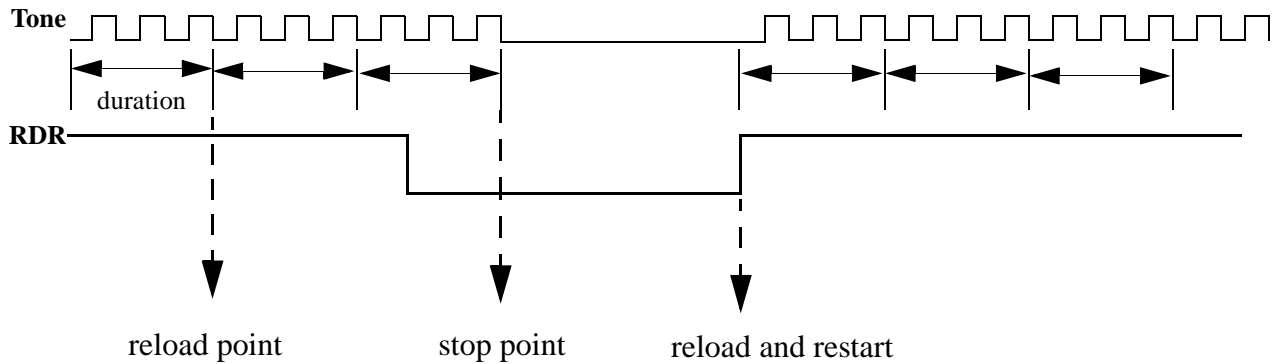 Tone
duration
RDR
reload point
stop point
reload and restart